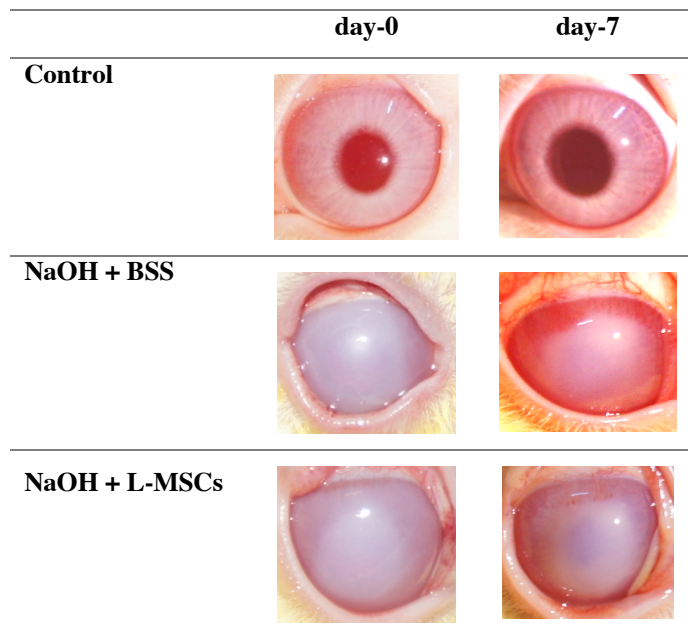 day-0 day-7
Control
NaOH + BSS
NaOH + L-MSCs